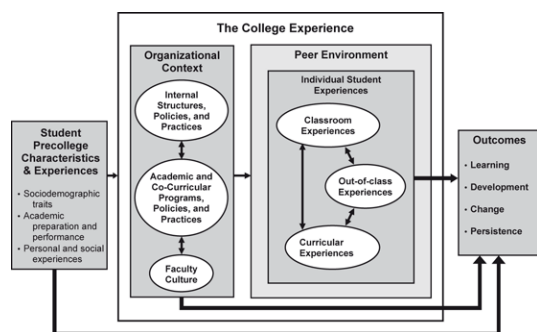 The College Experience
Organizational
Context
Internal
Structures,
Policies, and
Practices
Academic and
Co-Curricular
Programs,
Policies, and
Practices
Faculty
Culture
Peer Environment
Individual Student
Experiences
Classroom
Experiences
Out-of-class
Experiences
Curricular
Experiences
Student
Precollege
Characteristics
& Experiences
• Sociodemographic
traits
• Academic
preparation and
performance
• Personal and social
experiences
Outcomes
• Learning
• Development
• Change
• Persistence